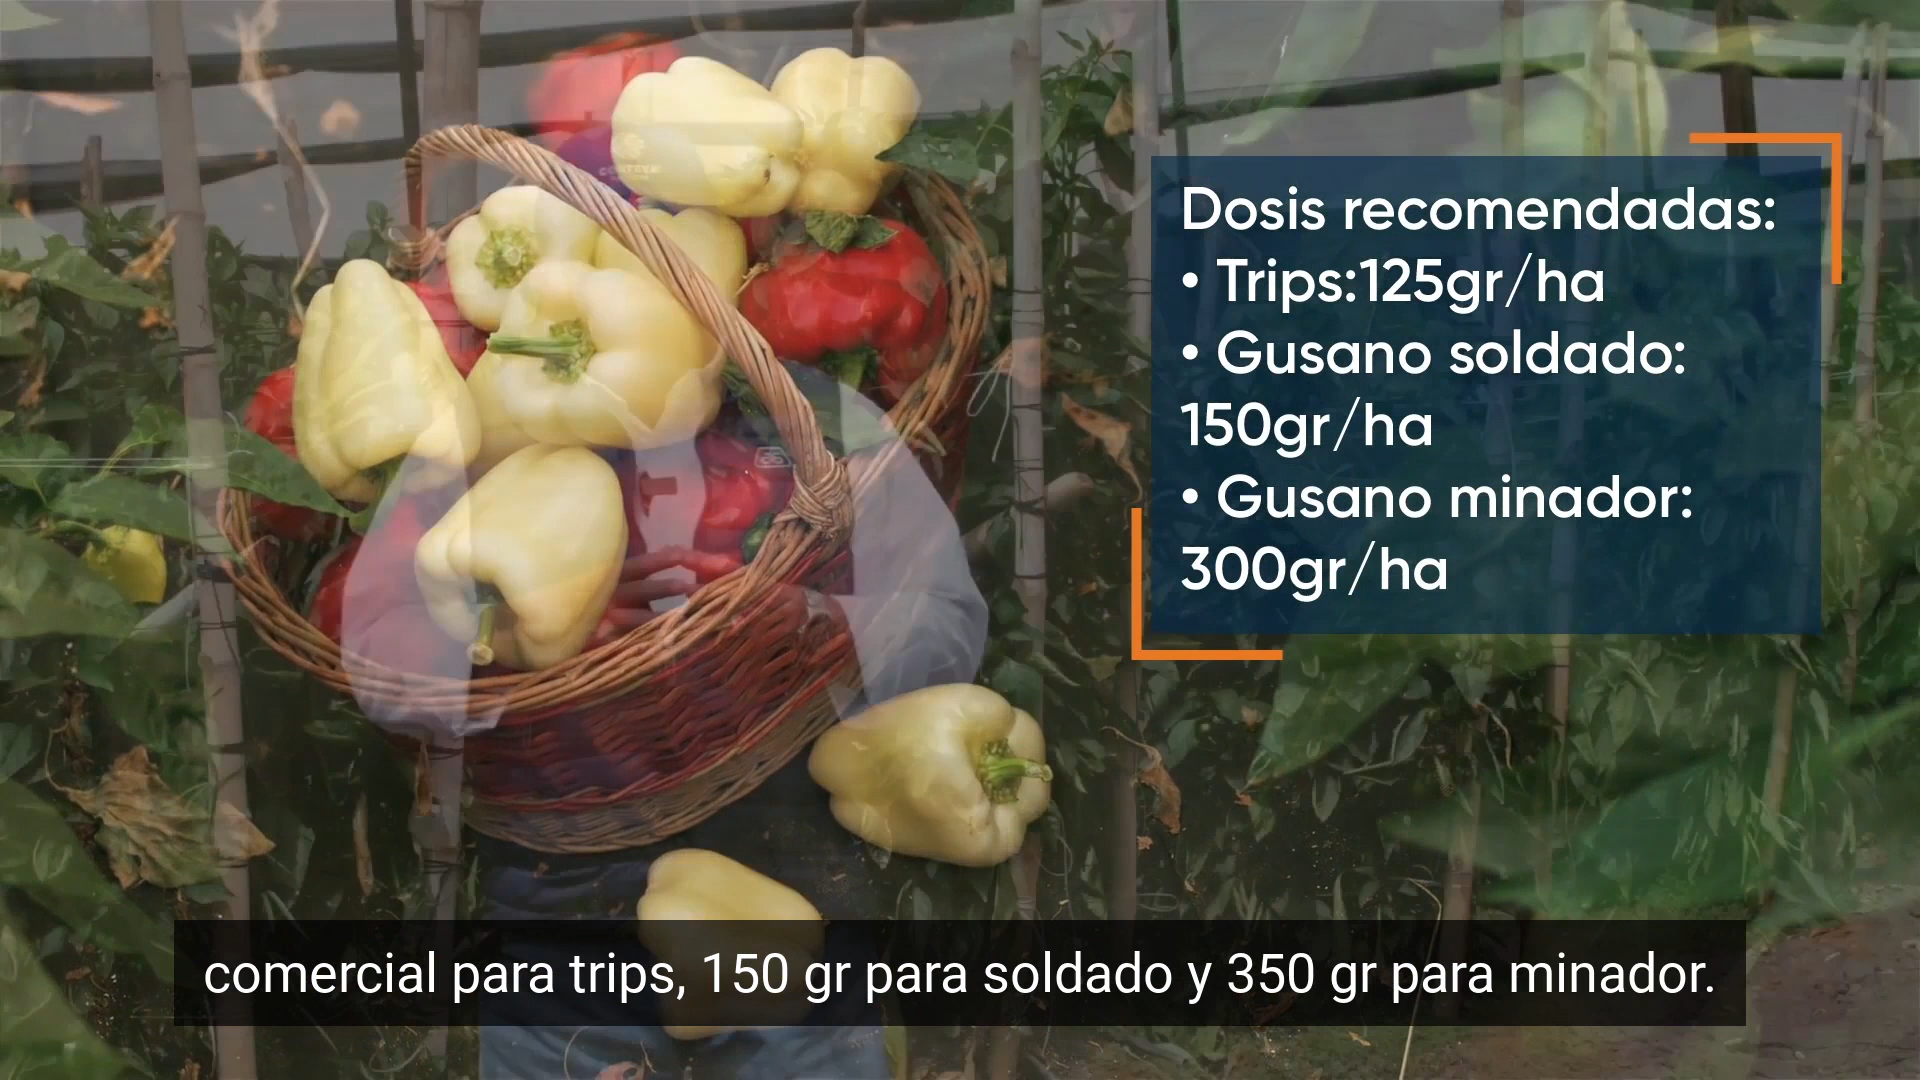 Dosis recomendadas:
• Trips:125gr/ha
• Gusano soldado:
150gr/ha
• Gusano minador:
300gr/ha
comercial para trips, 150 gr para soldado y 350 gr para minador.